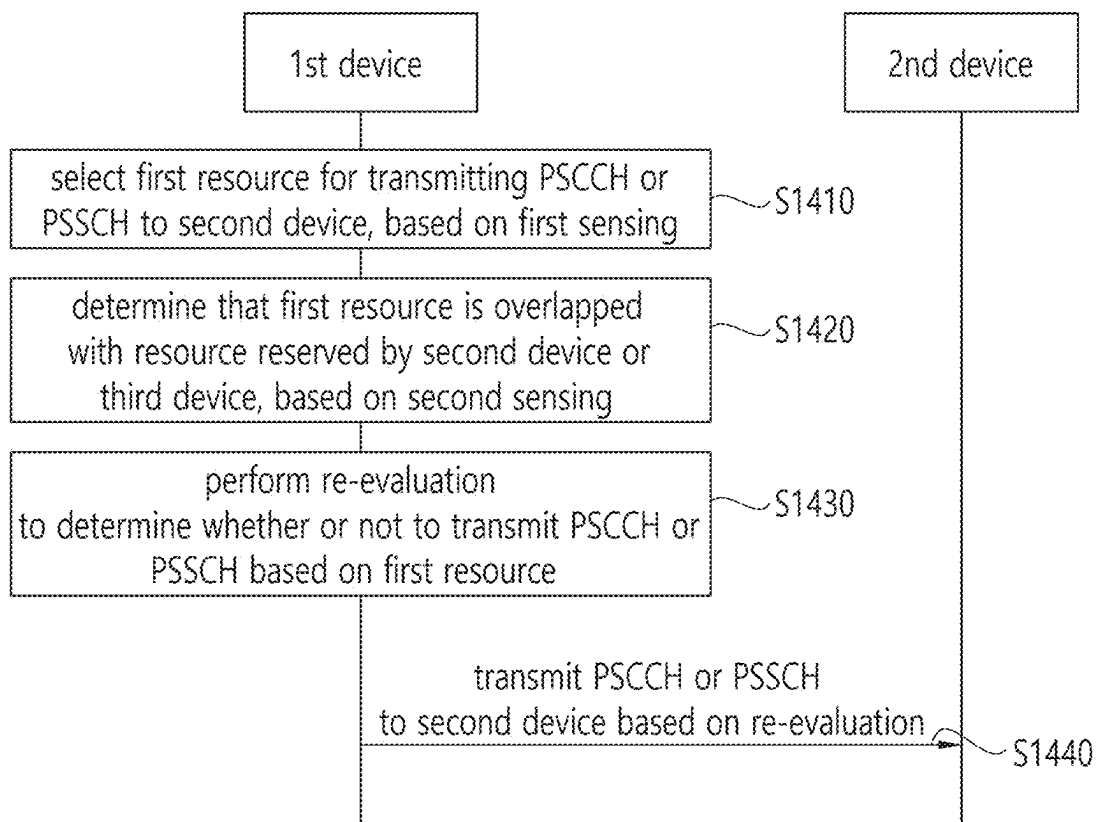 1st device
2nd device
select first resource for transmitting PSCCH or
PSSCH to second device, based on first sensing
S1410
determine that first resource is overlapped
with resource reserved by second device or
third device, based on second sensing
S1420
perform re-evaluation
to determine whether or not to transmit PSCCH or
PSSCH based on first resource
S1430
transmit PSCCH or PSSCH
to second device based on re-evaluation
S1440